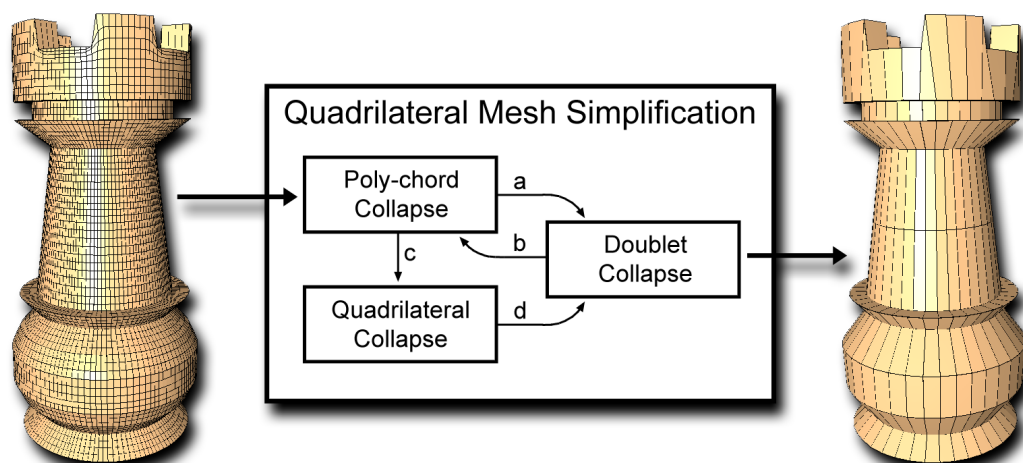 Quadrilateral Mesh Simplification
Poly-chord
Collapse
a
b
c
Doublet
Collapse
Quadrilateral
Collapse
d